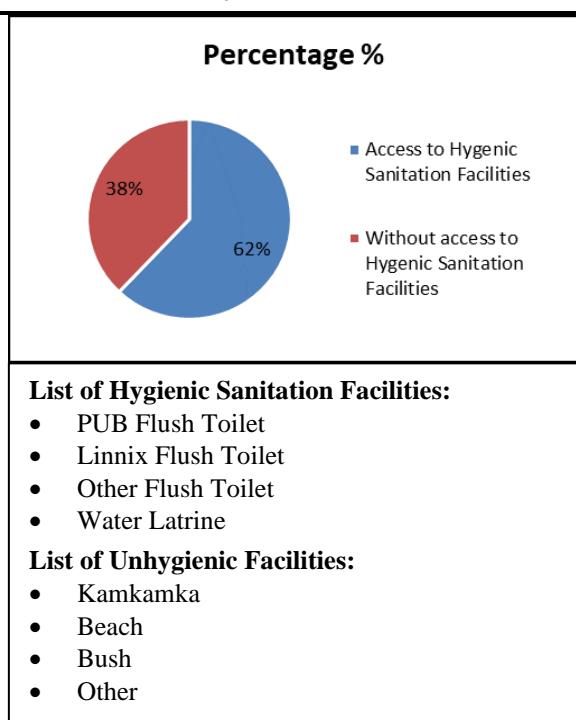 Percentage %
38%
62%
Access to Hygenic
Sanitation Facilities
Without access to
Hygenic Sanitation
Facilities
List of Hygienic Sanitation Facilities:
• PUB Flush Toilet
• Linnix Flush Toilet
• Other Flush Toilet
• Water Latrine
List of Unhygienic Facilities:
• Kamkamka
• Beach
• Bush
• Other